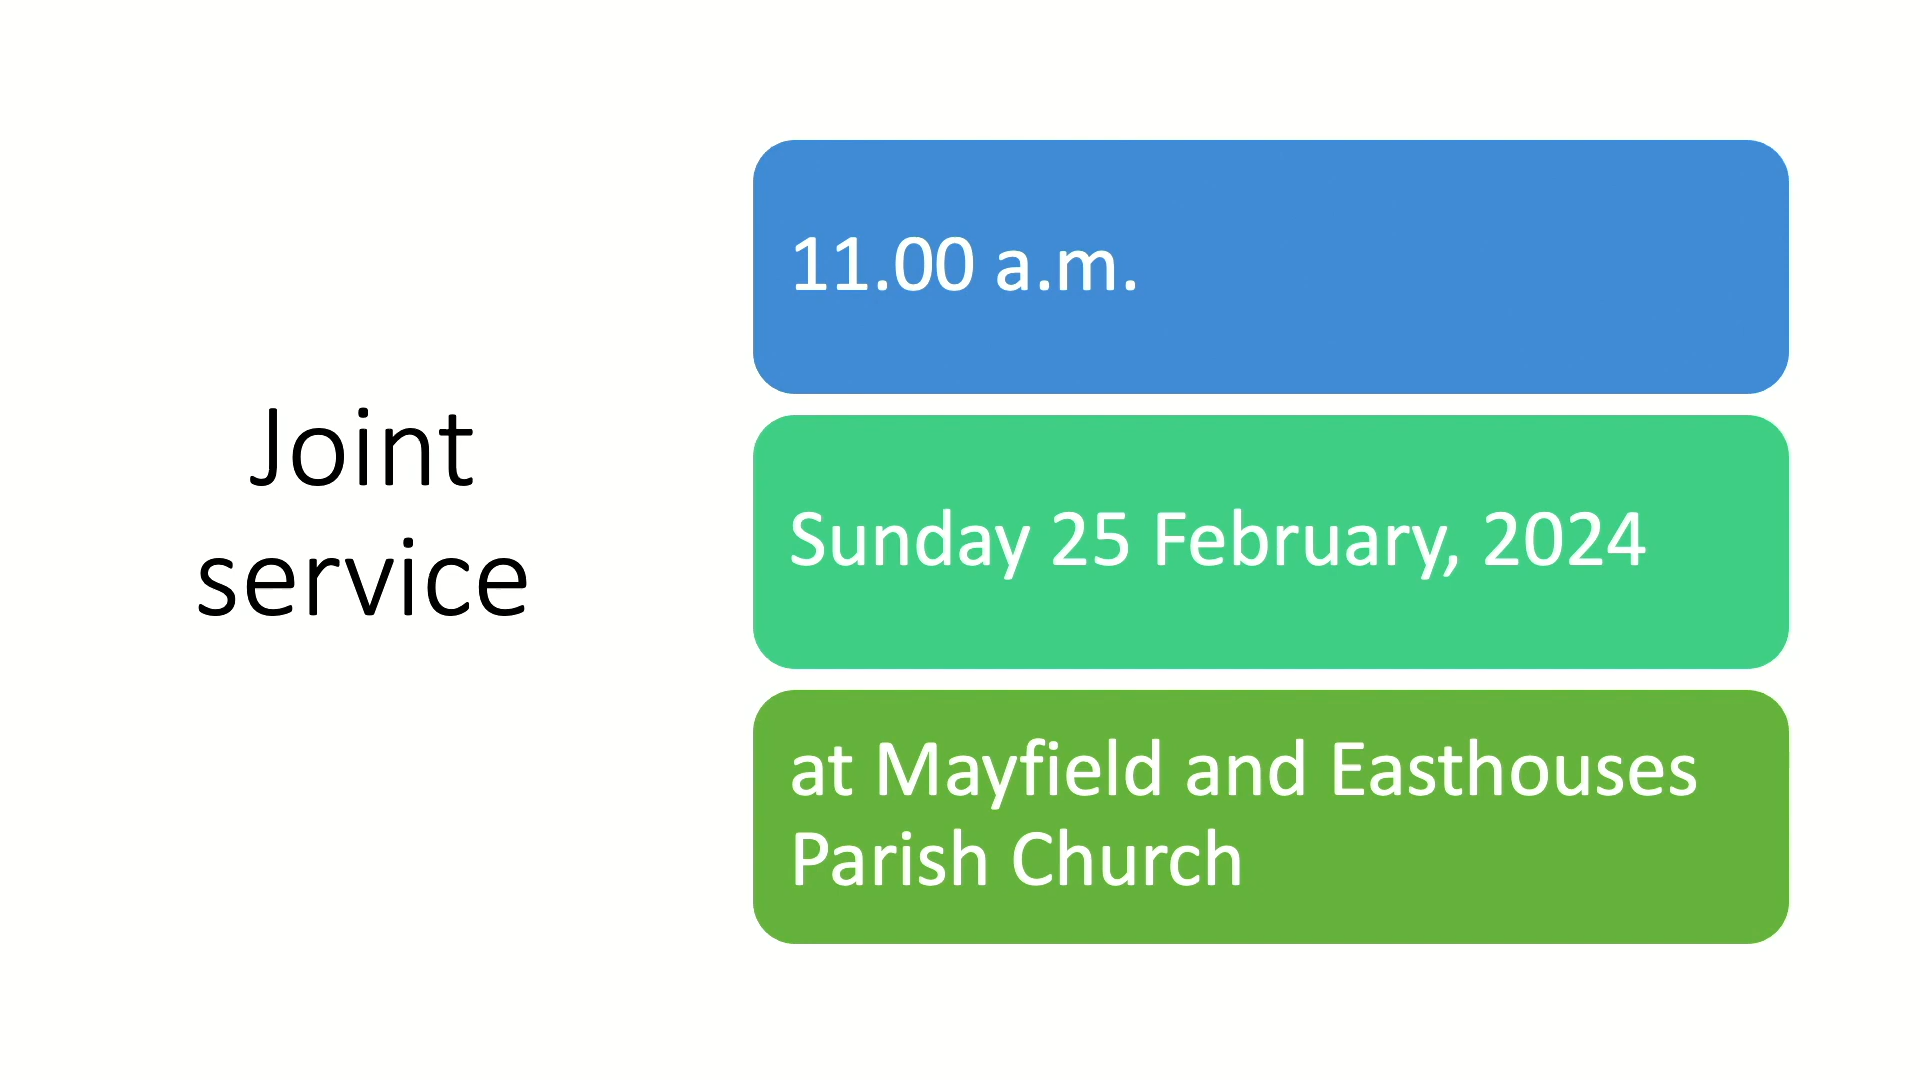 Joint
service
11.00 a.m.
Sunday 25 February, 2024
at Mayfield and Easthouses
Parish Church